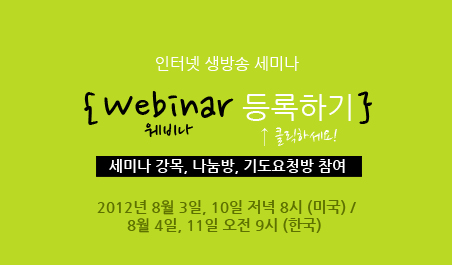 인터넷 생방송 세미나
{Webinar 등록하기}
웨비나 ↑ 클릭하세요!
세미나 강목, 나눔방, 기도요청방 참여
2012년 8월 3일, 10일 저녁 8시 (미국) /
8월 4일, 11일 오전 9시 (한국)